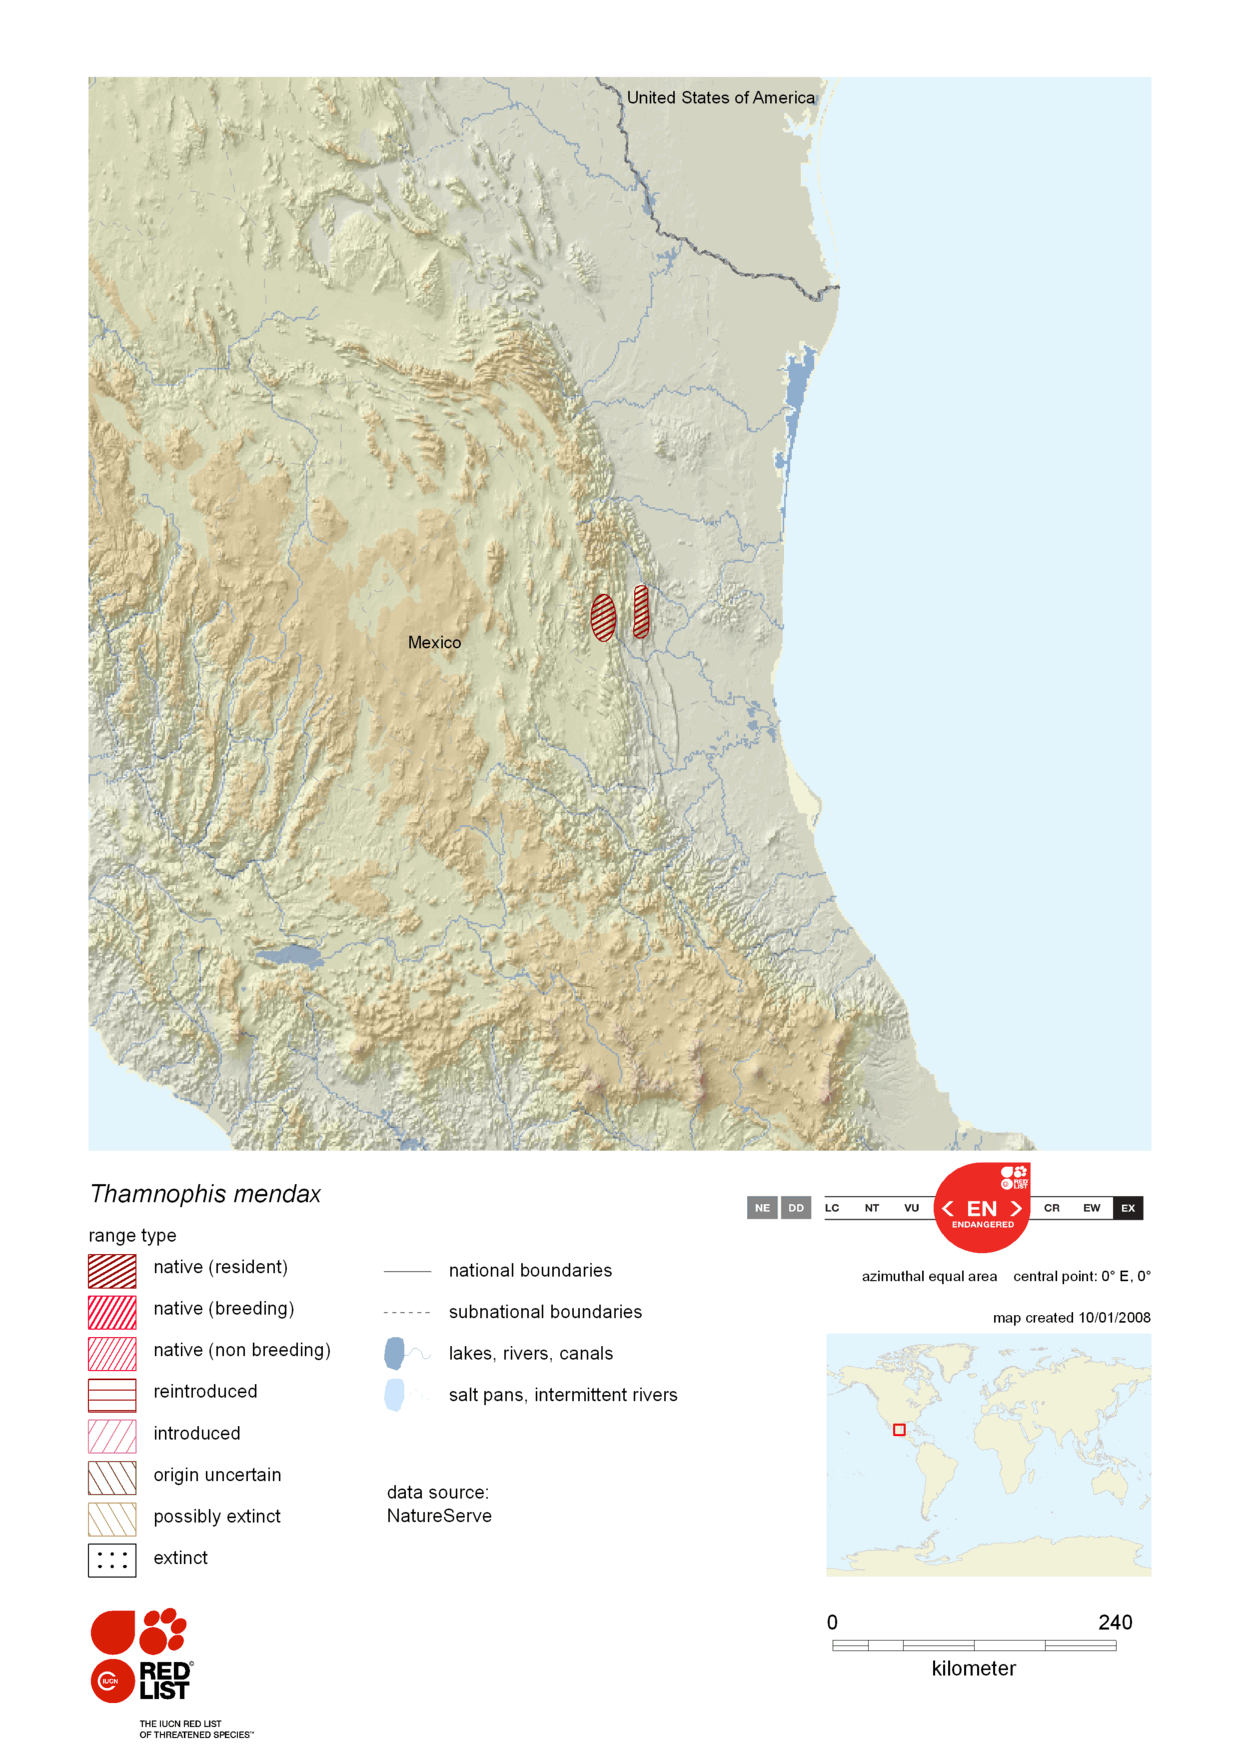 United States of America
Mexico
Thamnophis mendax
range type
native (resident)
native (breeding)
native (non breeding)
reintroduced
introduced
origin uncertain
possibly extinct
extinct
national boundaries
subnational boundaries
lakes, rivers, canals
salt pans, intermittent rivers
data source:
NatureServe
NE DD LC NT VU < EN > CR EW EX
ENDANGERED
RED LIST
azimuthal equal area central point: 0° E, 0°
map created 10/01/2008
0 240
kilometer
IUCN
RED
LIST
THE IUCN RED LIST
OF THREATENED SPECIES™